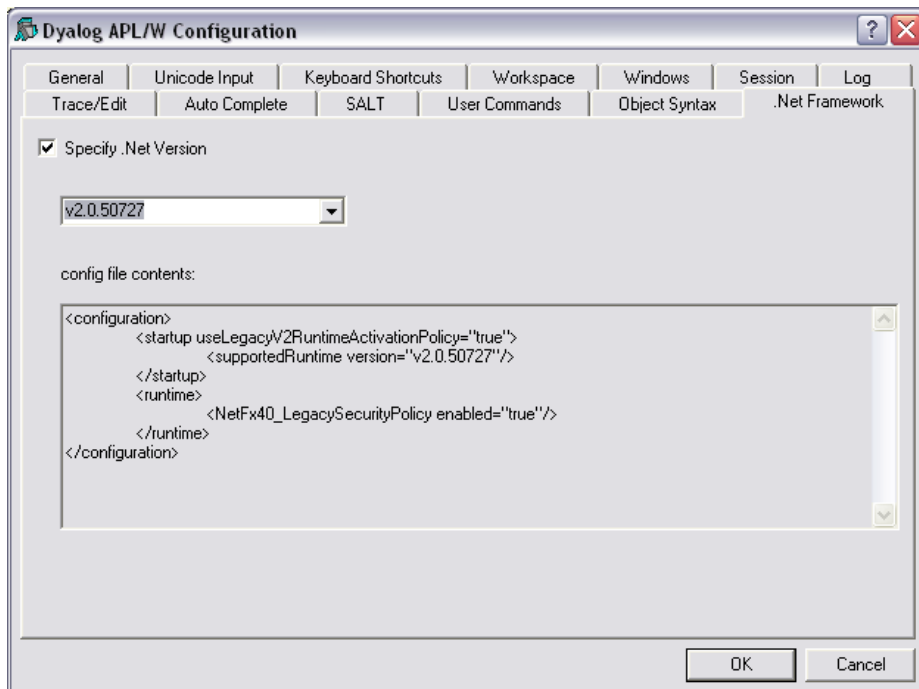 Dyalog APL/W Configuration
General Unicode Input Keyboard Shortcuts Workspace Windows Session Log
Trace/Edit Auto Complete SALT User Commands Object Syntax .Net Framework
Specify .Net Version
v2.0.50727
config file contents:
<configuration>
<startup useLegacyV2RuntimeActivationPolicy="true">
<supportedRuntime version="v2.0.50727"/>
</startup>
<runtime>
<NetFx40_LegacySecurityPolicy enabled="true"/>
</runtime>
</configuration>
OK Cancel